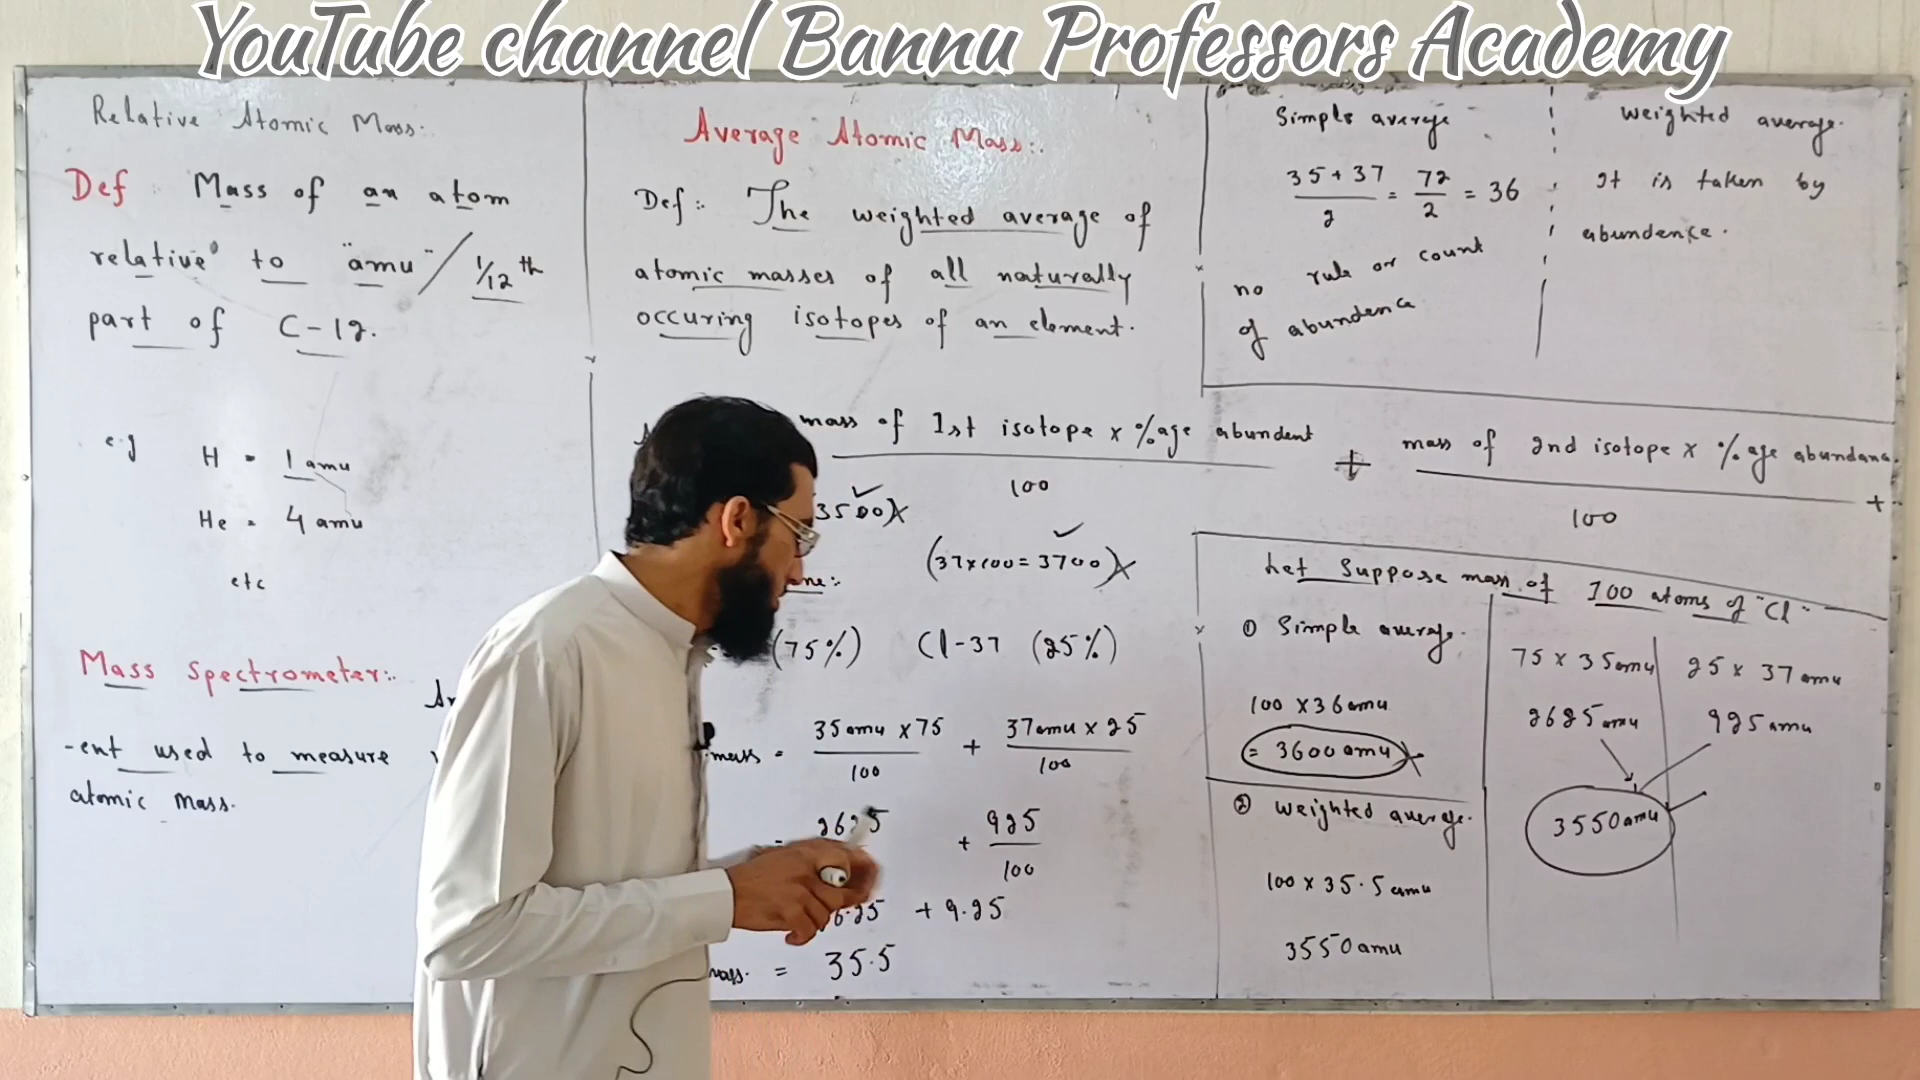 YouTube channel Bannu Professors Academy
Relative Atomic Mass:.
Def : Mass of an atom
relative to "amu" / 1/12 th
part of C-12.
e.g H = 1 amu
He = 4 amu
etc
Mass Spectrometer:.
-ent used to measure
atomic mass.
Average Atomic Mass:.
Def:. The weighted average of
atomic masses of all naturally
occuring isotopes of an element.
mass of 1st isotope x %age abundent
100
+
mass of 2nd isotope x %age abundanc.
100
+
3500
(37x100=3700)
(75%) Cl-37 (25%)
mass = 35amu x 75 / 100 + 37amu x 25 / 100
= 2625 + 925 / 100
6.25 + 9.25
mass. = 35.5
Simple averge
35+37 / 2 = 72 / 2 = 36
no rule or count
of abundence
weighted average.
It is taken by
abundence.
Let Suppose mass of 100 atoms of "Cl"
① Simple averge.
100 x 36 amu
= 3600 amu
② weighted averge.
100 x 35.5 amu
3550 amu
75 x 35amu
2625 amu
25 x 37 amu
925 amu
3550 amu